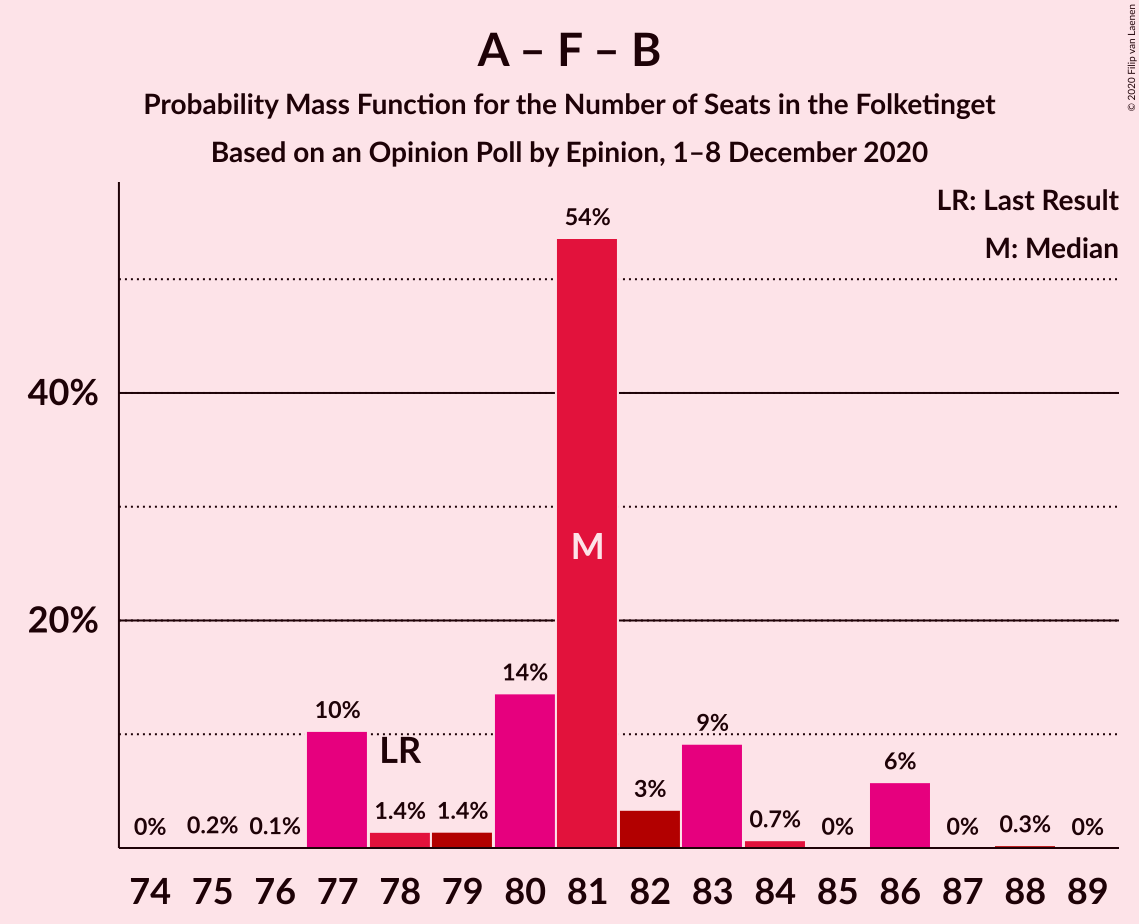 A – F – B
Probability Mass Function for the Number of Seats in the Folketinget
Based on an Opinion Poll by Epinion, 1–8 December 2020
© 2020 Filip van Laenen
LR: Last Result
M: Median
54%
40%
M
20%
14%
10%
LR
9%
6%
3%
0% 0.2% 0.1% 1.4% 1.4% 0.7% 0% 0% 0.3% 0%
74 75 76 77 78 79 80 81 82 83 84 85 86 87 88 89